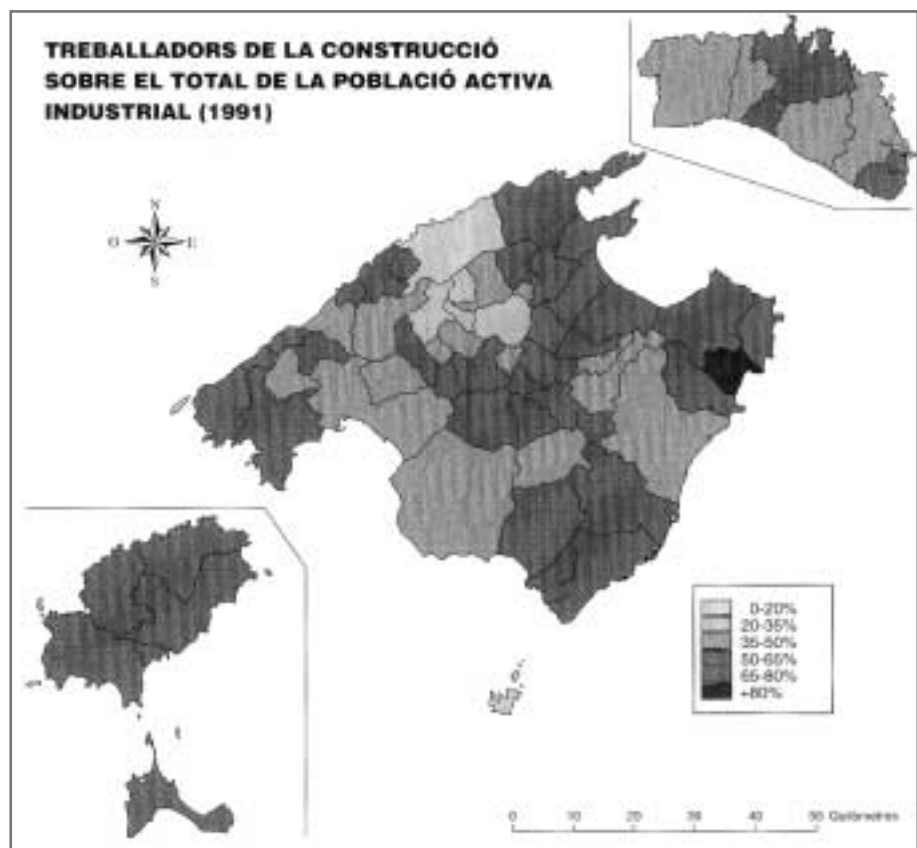 TREBALLADORS DE LA CONSTRUCCIÓ
SOBRE EL TOTAL DE LA POBLACIÓ ACTIVA
INDUSTRIAL (1991)
N
O
E
S
0-20%
20-35%
35-50%
50-65%
65-80%
+80%
0 10 20 30 40 50 Quilòmetres